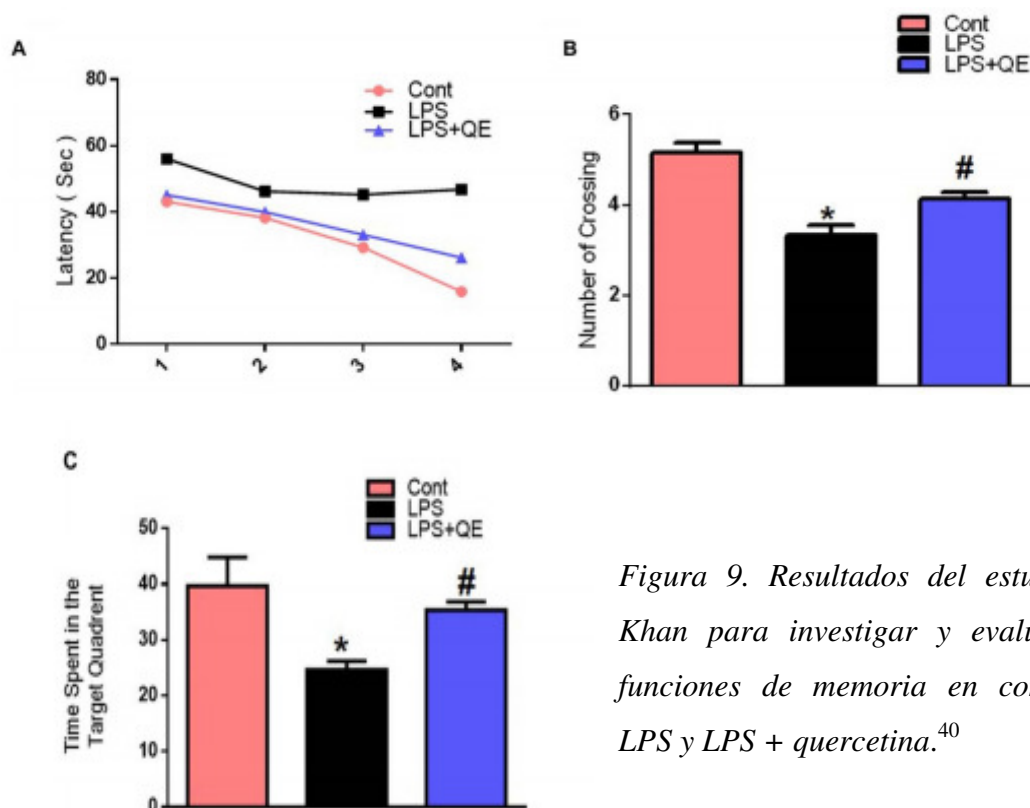 A
Cont
LPS
LPS+QE
Latency ( Sec )
80
60
40
20
0
1
2
3
4
B
Cont
LPS
LPS+QE
Number of Crossing
6
4
2
0
*
#
C
Cont
LPS
LPS+QE
Time Spent in the
Target Quadrent
50
40
30
20
10
0
*
#
Figura 9. Resultados del estu
Khan para investigar y evalu
funciones de memoria en co
LPS y LPS + quercetina.40